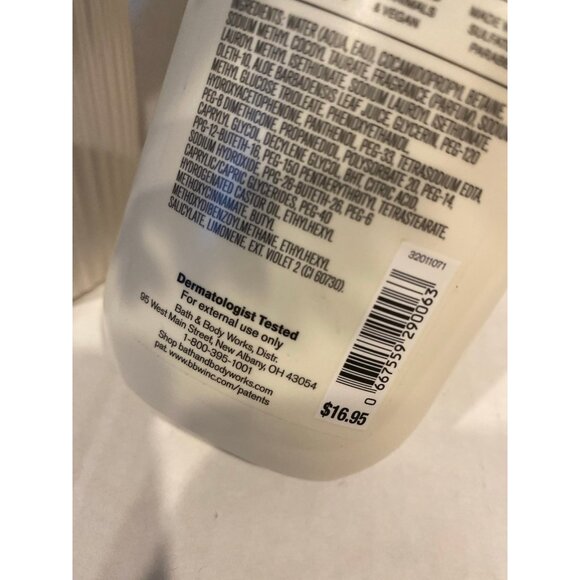 & VEGAN
MADE W
INGREDIENTS: WATER (AQUA, EAU), COCAMIDOPROPYL BETAINE,
SODIUM METHYL COCOYL TAURATE, FRAGRANCE (PARFUM), SODIUM
LAUROYL METHYL ISETHIONATE, SODIUM LAUROYL ISETHIONATE,
OLETH-10, ALOE BARBADENSIS LEAF JUICE, GLYCERIN, PEG-120
METHYL GLUCOSE TRIOLEATE, PHENOXYETHANOL,
HYDROXYACETOPHENONE, PANTHENOL, PEG-33, TETRASODIUM EDTA,
PEG-8 DIMETHICONE, PROPANEDIOL, POLYSORBATE 20, PEG-14,
CAPRYLYL GLYCOL, DECYLENE GLYCOL, BHT, CITRIC ACID,
PPG-12-BUTETH-16, PEG-150 PENTAERYTHRITYL TETRASTEARATE,
SODIUM HYDROXIDE, PPG-26-BUTETH-26, PEG-6
CAPRYLIC/CAPRIC GLYCERIDES, PEG-40
HYDROGENATED CASTOR OIL, ETHYLHEXYL
METHOXYCINNAMATE, BUTYL
METHOXYDIBENZOYLMETHANE, ETHYLHEXYL
SALICYLATE, LIMONENE, EXT. VIOLET 2 (CI 60730).
Dermatologist Tested
For external use only
Bath & Body Works, Distr.
95 West Main Street, New Albany, OH 43054
1-800-395-1001
Shop bathandbodyworks.com
pat. www.bbwinc.com/patents
32011071
0 667559 290063
$16.95